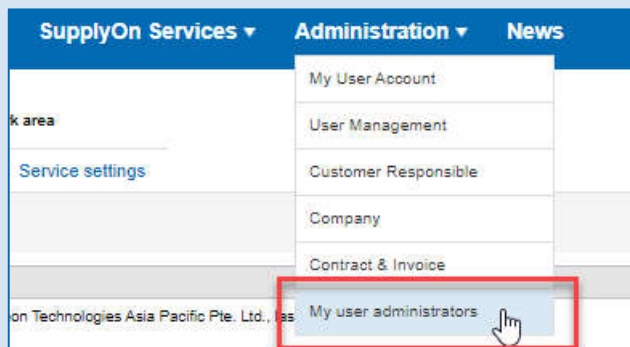 SupplyOn Services ▾ Administration ▾ News
My User Account
k area
User Management
Service settings
Customer Responsible
Company
Contract & Invoice
on Technologies Asia Pacific Pte. Ltd.,
My user administrators